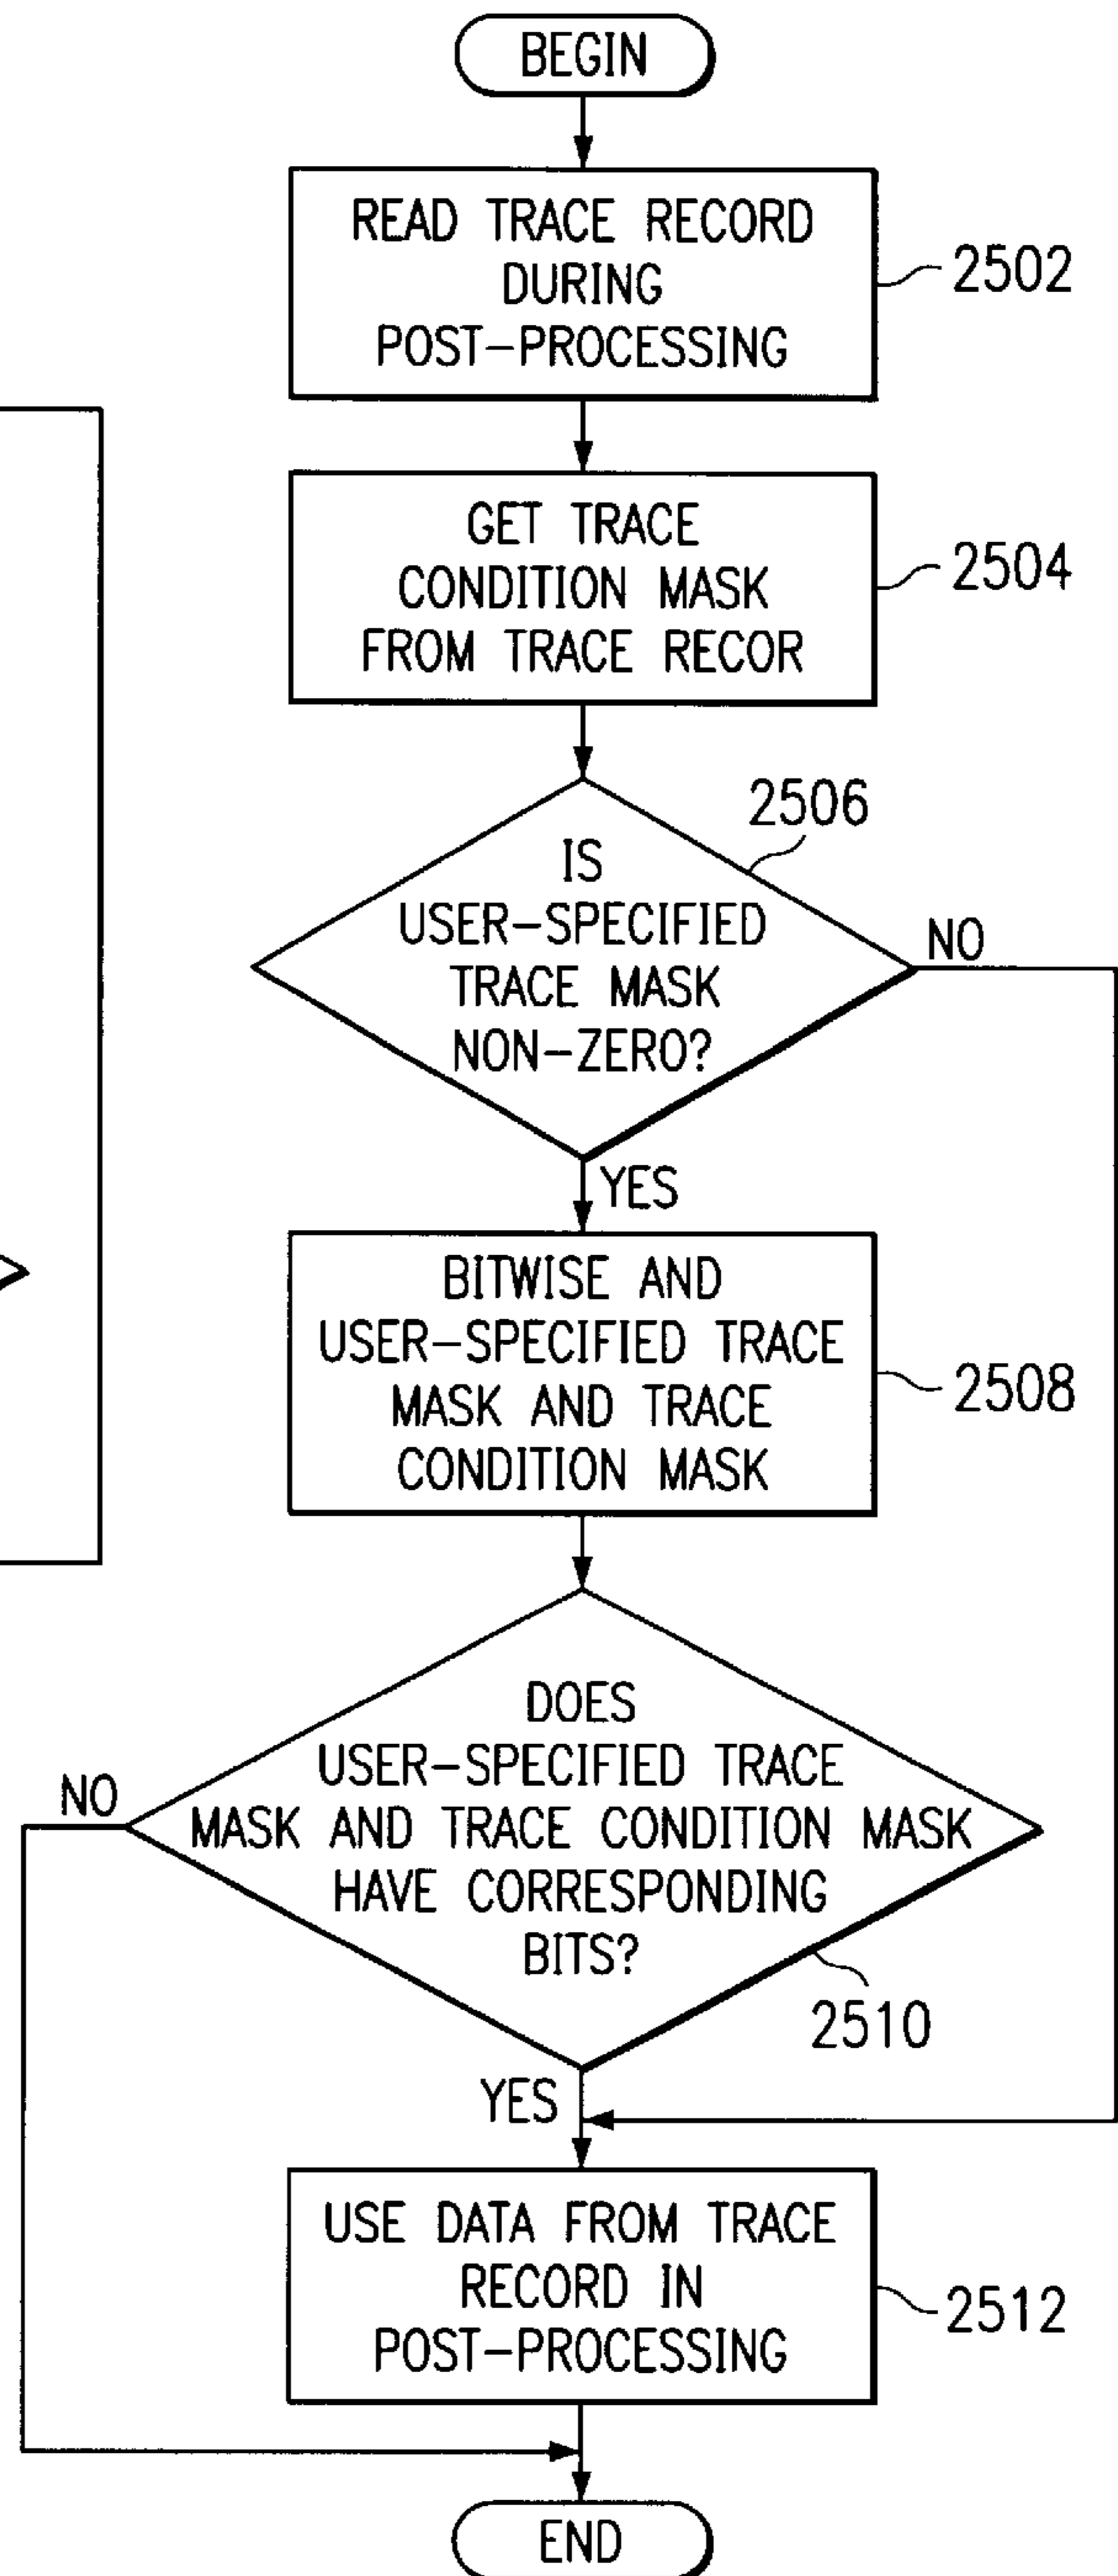 BEGIN
READ TRACE RECORD
DURING
POST-PROCESSING
2502
GET TRACE
CONDITION MASK
FROM TRACE RECOR
2504
2506
IS
USER-SPECIFIED
TRACE MASK
NON-ZERO?
NO
YES
BITWISE AND
USER-SPECIFIED TRACE
MASK AND TRACE
CONDITION MASK
2508
DOES
USER-SPECIFIED TRACE
MASK AND TRACE CONDITION MASK
HAVE CORRESPONDING
BITS?
NO
2510
YES
USE DATA FROM TRACE
RECORD IN
POST-PROCESSING
2512
END